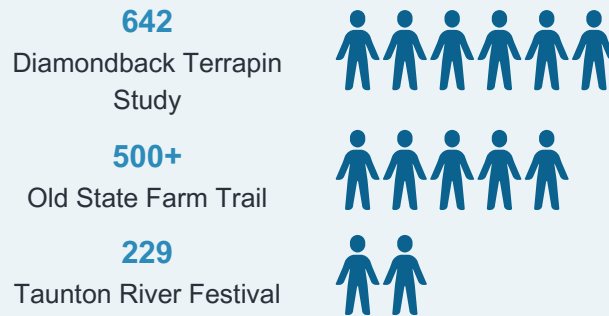 642
Diamondback Terrapin
Study
500+
Old State Farm Trail
229
Taunton River Festival